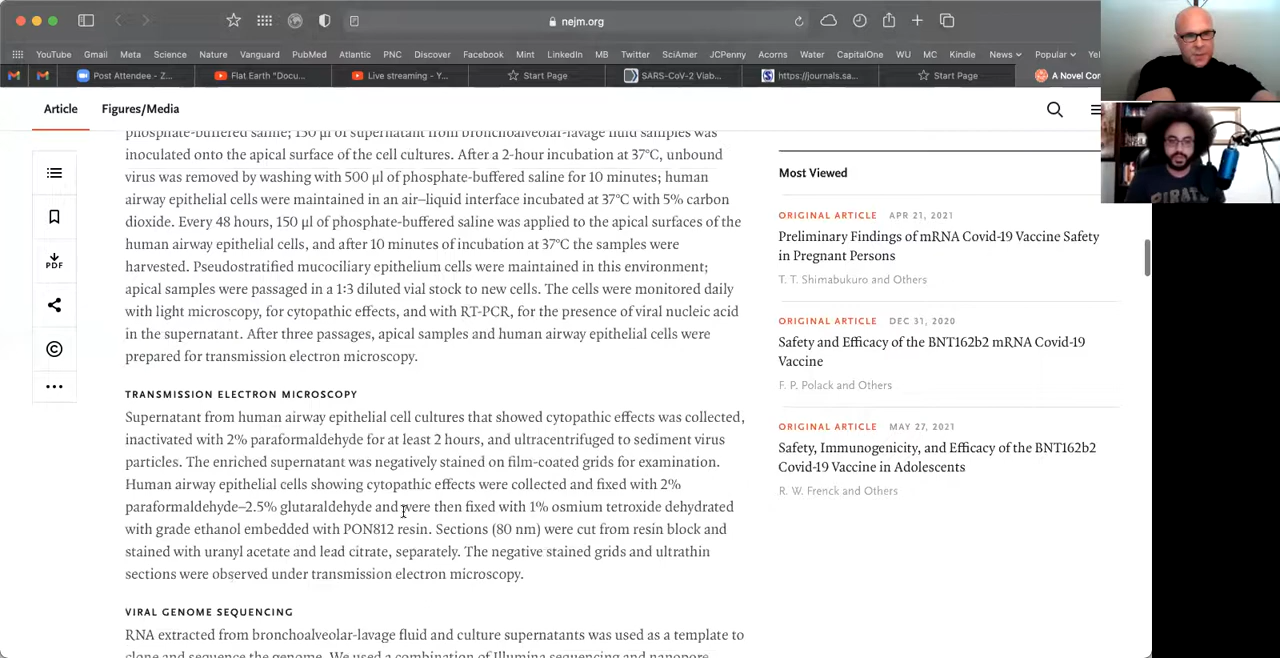 nejm.org
YouTube Gmail Meta Science Nature Vanguard PubMed Atlantic PNC Discover Facebook Mint LinkedIn MB Twitter SciAmer JCPenny Acorns Water CapitalOne WU MC Kindle News Popular Yel
Post Attendee - Z... Flat Earth "Docu... Live streaming - Y... Start Page SARS-CoV-2 Viab... https://journals.sa... Start Page A Novel Cor
Article Figures/Media
phosphate-buffered saline; 150 μl of supernatant from bronchoalveolar-lavage fluid samples was
inoculated onto the apical surface of the cell cultures. After a 2-hour incubation at 37°C, unbound
virus was removed by washing with 500 μl of phosphate-buffered saline for 10 minutes; human
airway epithelial cells were maintained in an air–liquid interface incubated at 37°C with 5% carbon
dioxide. Every 48 hours, 150 μl of phosphate-buffered saline was applied to the apical surfaces of the
human airway epithelial cells, and after 10 minutes of incubation at 37°C the samples were
harvested. Pseudostratified mucociliary epithelium cells were maintained in this environment;
apical samples were passaged in a 1:3 diluted vial stock to new cells. The cells were monitored daily
with light microscopy, for cytopathic effects, and with RT-PCR, for the presence of viral nucleic acid
in the supernatant. After three passages, apical samples and human airway epithelial cells were
prepared for transmission electron microscopy.
TRANSMISSION ELECTRON MICROSCOPY
Supernatant from human airway epithelial cell cultures that showed cytopathic effects was collected,
inactivated with 2% paraformaldehyde for at least 2 hours, and ultracentrifuged to sediment virus
particles. The enriched supernatant was negatively stained on film-coated grids for examination.
Human airway epithelial cells showing cytopathic effects were collected and fixed with 2%
paraformaldehyde–2.5% glutaraldehyde and were then fixed with 1% osmium tetroxide dehydrated
with grade ethanol embedded with PON812 resin. Sections (80 nm) were cut from resin block and
stained with uranyl acetate and lead citrate, separately. The negative stained grids and ultrathin
sections were observed under transmission electron microscopy.
VIRAL GENOME SEQUENCING
RNA extracted from bronchoalveolar-lavage fluid and culture supernatants was used as a template to
clone and sequence the genome. We used a combination of Illumina sequencing and nanopore
PDF
Most Viewed
ORIGINAL ARTICLE APR 21, 2021
Preliminary Findings of mRNA Covid-19 Vaccine Safety
in Pregnant Persons
T. T. Shimabukuro and Others
ORIGINAL ARTICLE DEC 31, 2020
Safety and Efficacy of the BNT162b2 mRNA Covid-19
Vaccine
F. P. Polack and Others
ORIGINAL ARTICLE MAY 27, 2021
Safety, Immunogenicity, and Efficacy of the BNT162b2
Covid-19 Vaccine in Adolescents
R. W. Frenck and Others
PIRATE